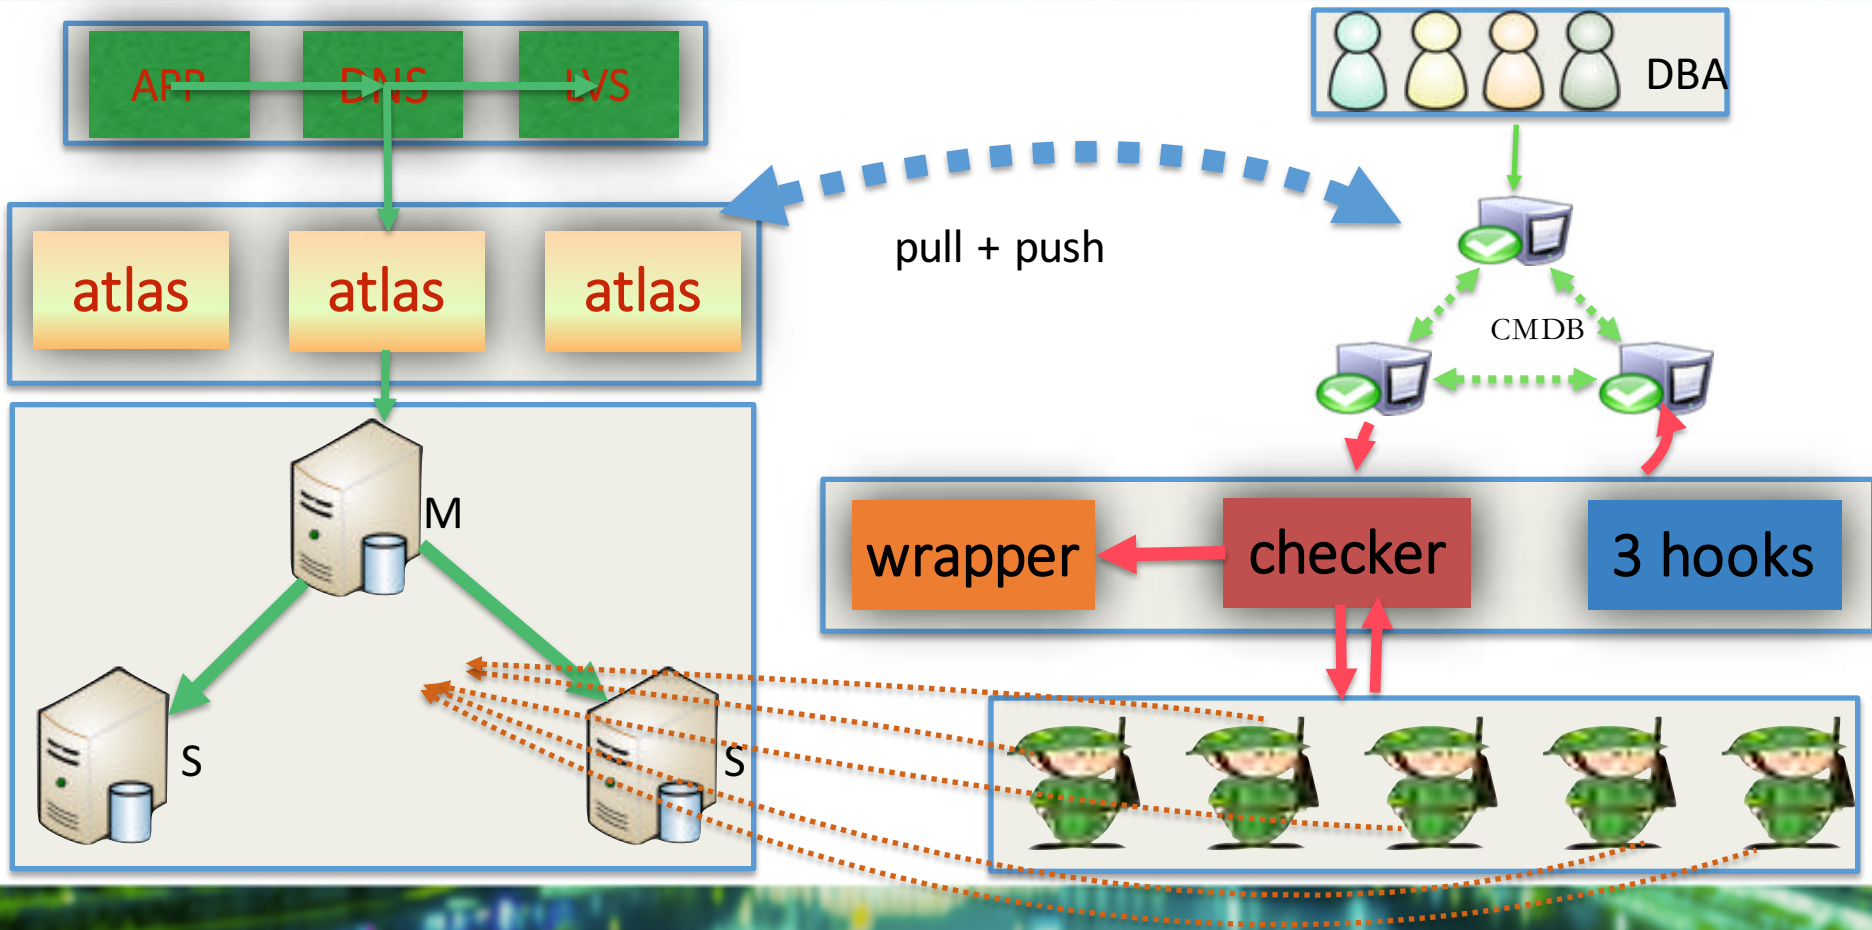 APP
DNS
LVS
DBA
pull + push
atlas
atlas
atlas
CMDB
M
wrapper
checker
3 hooks
S
S